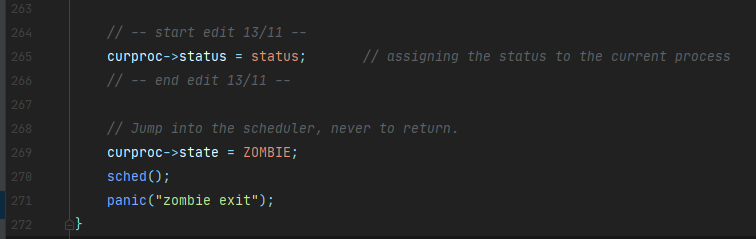 263
264 // -- start edit 13/11 --
265 curproc->status = status; // assigning the status to the current process
266 // -- end edit 13/11 --
267
268 // Jump into the scheduler, never to return.
269 curproc->state = ZOMBIE;
270 sched();
271 panic("zombie exit");
272 }